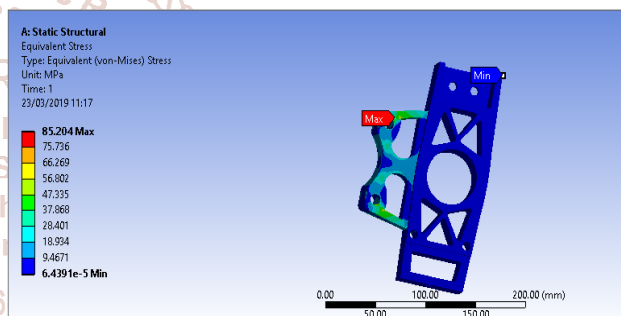 A: Static Structural
Equivalent Stress
Type: Equivalent (von-Mises) Stress
Unit: MPa
Time: 1
23/03/2019 11:17
85.204 Max
75.736
66.269
56.802
47.335
37.868
28.401
18.934
9.4671
6.4391e-5 Min
Min
Max
0.00 100.00 200.00 (mm)
50.00 150.00